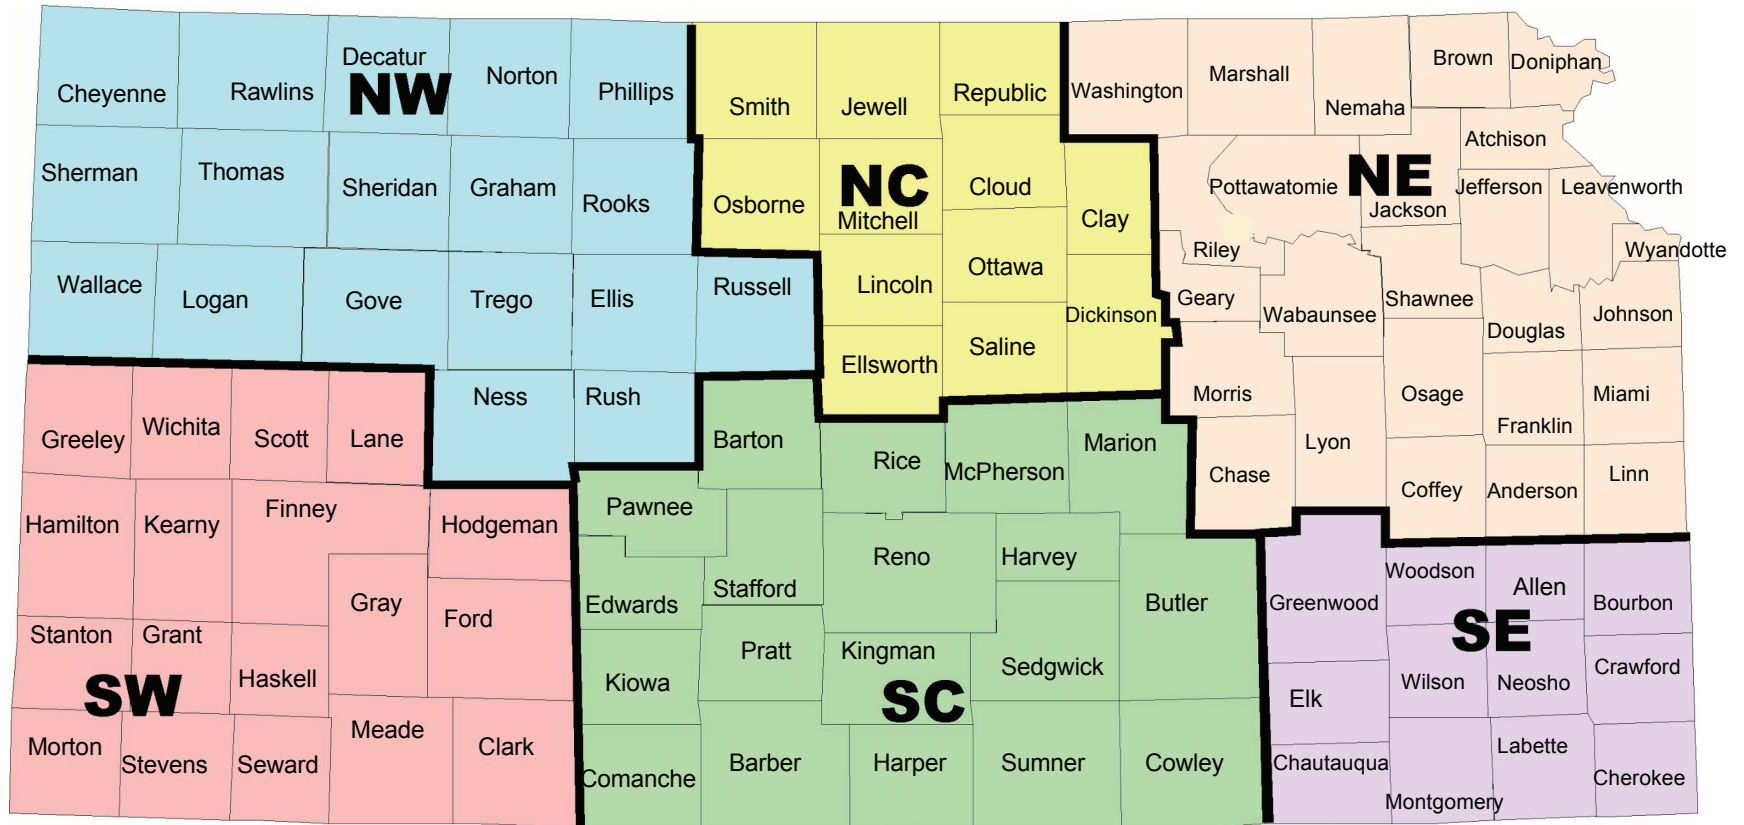 Cheyenne
Rawlins
Decatur
NW
Norton
Phillips
Sherman
Thomas
Sheridan
Graham
Rooks
Wallace
Logan
Gove
Trego
Ellis
Russell
Ness
Rush
Smith
Jewell
Republic
Osborne
NC
Mitchell
Cloud
Clay
Lincoln
Ottawa
Dickinson
Ellsworth
Saline
Washington
Marshall
Nemaha
Brown
Doniphan
Atchison
Pottawatomie
NE
Jackson
Jefferson
Leavenworth
Riley
Wyandotte
Geary
Wabaunsee
Shawnee
Douglas
Johnson
Morris
Lyon
Osage
Franklin
Miami
Chase
Coffey
Anderson
Linn
Greeley
Wichita
Scott
Lane
Hamilton
Kearny
Finney
Hodgeman
Stanton
Grant
Haskell
Gray
Ford
SW
Morton
Stevens
Seward
Meade
Clark
Barton
Rice
McPherson
Marion
Pawnee
Stafford
Reno
Harvey
Butler
Edwards
Kiowa
Pratt
Kingman
Sedgwick
SC
Comanche
Barber
Harper
Sumner
Cowley
Greenwood
Woodson
Allen
Bourbon
SE
Elk
Wilson
Neosho
Crawford
Chautauqua
Montgomery
Labette
Cherokee